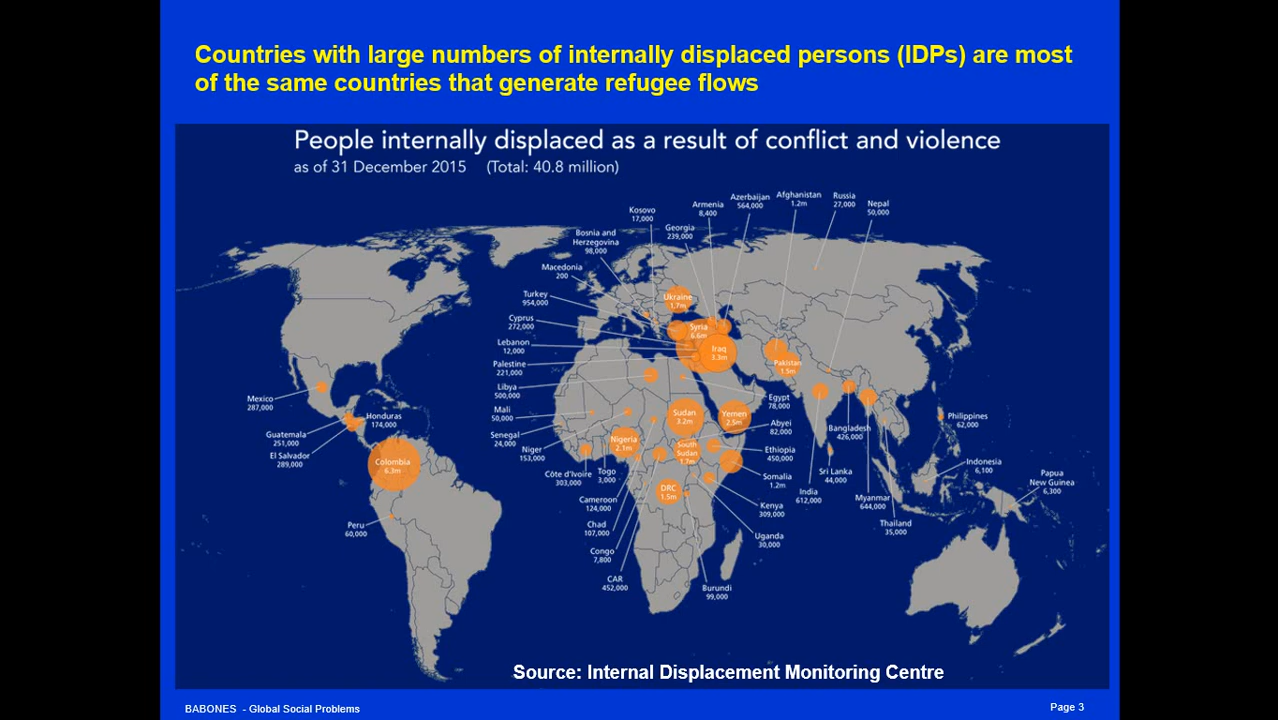 Countries with large numbers of internally displaced persons (IDPs) are most
of the same countries that generate refugee flows
People internally displaced as a result of conflict and violence
as of 31 December 2015 (Total: 40.8 million)
Kosovo
17,000
Armenia
8,400
Azerbaijan
564,000
Afghanistan
1.2m
Russia
27,000
Nepal
50,000
Georgia
239,000
Bosnia and
Herzegovina
98,000
Macedonia
200
Turkey
954,000
Cyprus
272,000
Lebanon
12,000
Palestine
221,000
Libya
500,000
Mali
50,000
Senegal
24,000
Niger
153,000
Côte d'Ivoire
303,000
Togo
3,000
Cameroon
124,000
Chad
107,000
Congo
7,800
CAR
452,000
Burundi
99,000
Uganda
30,000
Kenya
309,000
Somalia
1.2m
Ethiopia
450,000
Abyei
82,000
Egypt
78,000
Ukraine
1.7m
Syria
6.6m
Iraq
3.3m
Pakistan
1.5m
Yemen
2.5m
Sudan
3.2m
South
Sudan
1.7m
Nigeria
2.1m
DRC
1.5m
Mexico
287,000
Honduras
174,000
Guatemala
251,000
El Salvador
289,000
Colombia
6.3m
Peru
60,000
India
612,000
Sri Lanka
44,000
Bangladesh
426,000
Myanmar
644,000
Thailand
35,000
Philippines
62,000
Indonesia
6,100
Papua
New Guinea
6,300
Source: Internal Displacement Monitoring Centre
BABONES - Global Social Problems
Page 3